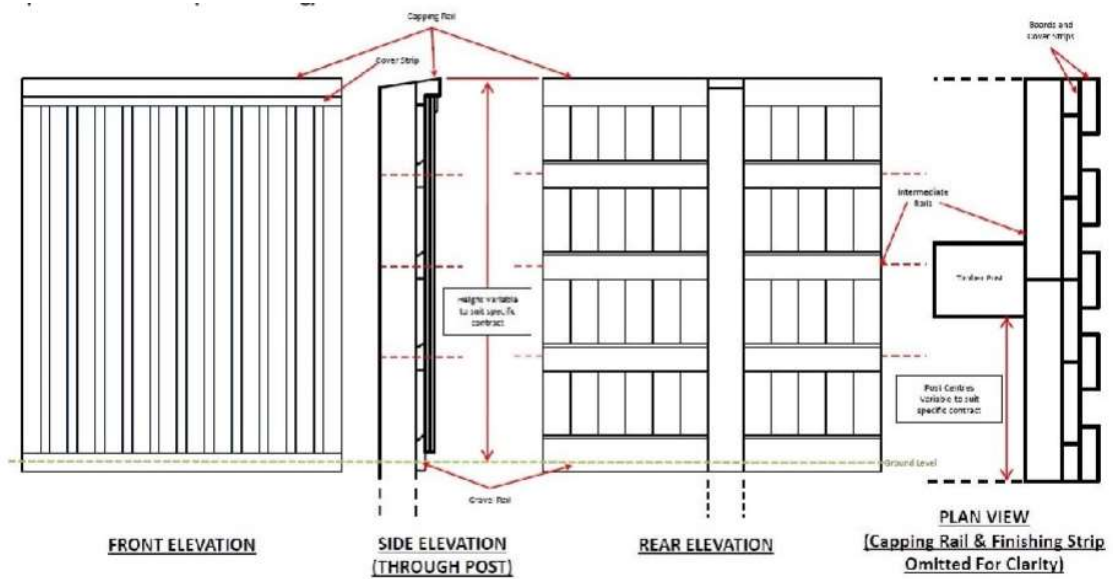 Capping Rail
Cover Strip
Boards and
Cover Strips
Intermediate
Rails
Timber Post
Height Variable
to suit specific
contract
Post Centres
Variable to suit
specific contract
Ground Level
Gravel Rail
FRONT ELEVATION
SIDE ELEVATION
(THROUGH POST)
REAR ELEVATION
PLAN VIEW
(Capping Rail & Finishing Strip
Omitted For Clarity)